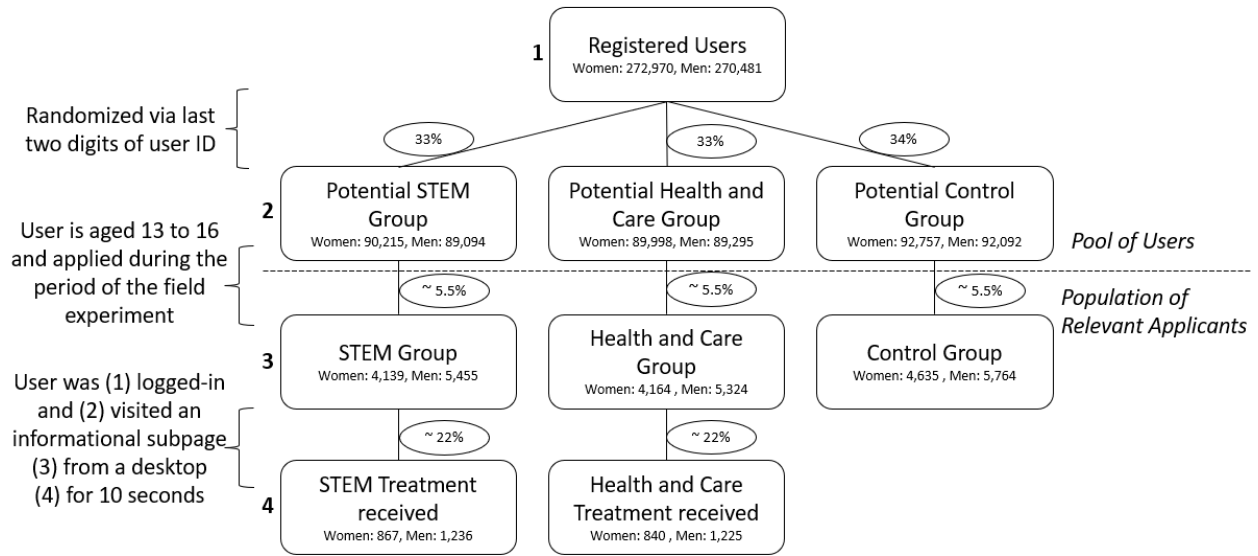 1
Registered Users
Women: 272,970, Men: 270,481
Randomized via last
two digits of user ID
33%
33%
34%
2
Potential STEM
Group
Women: 90,215, Men: 89,094
Potential Health and
Care Group
Women: 89,998, Men: 89,295
Potential Control
Group
Women: 92,757, Men: 92,092
Pool of Users
User is aged 13 to 16
and applied during the
period of the field
experiment
~ 5.5%
~ 5.5%
~ 5.5%
Population of
Relevant Applicants
3
STEM Group
Women: 4,139, Men: 5,455
Health and Care
Group
Women: 4,164 , Men: 5,324
Control Group
Women: 4,635 , Men: 5,764
User was (1) logged-in
and (2) visited an
informational subpage
(3) from a desktop
(4) for 10 seconds
~ 22%
~ 22%
4
STEM Treatment
received
Women: 867, Men: 1,236
Health and Care
Treatment received
Women: 840 , Men: 1,225